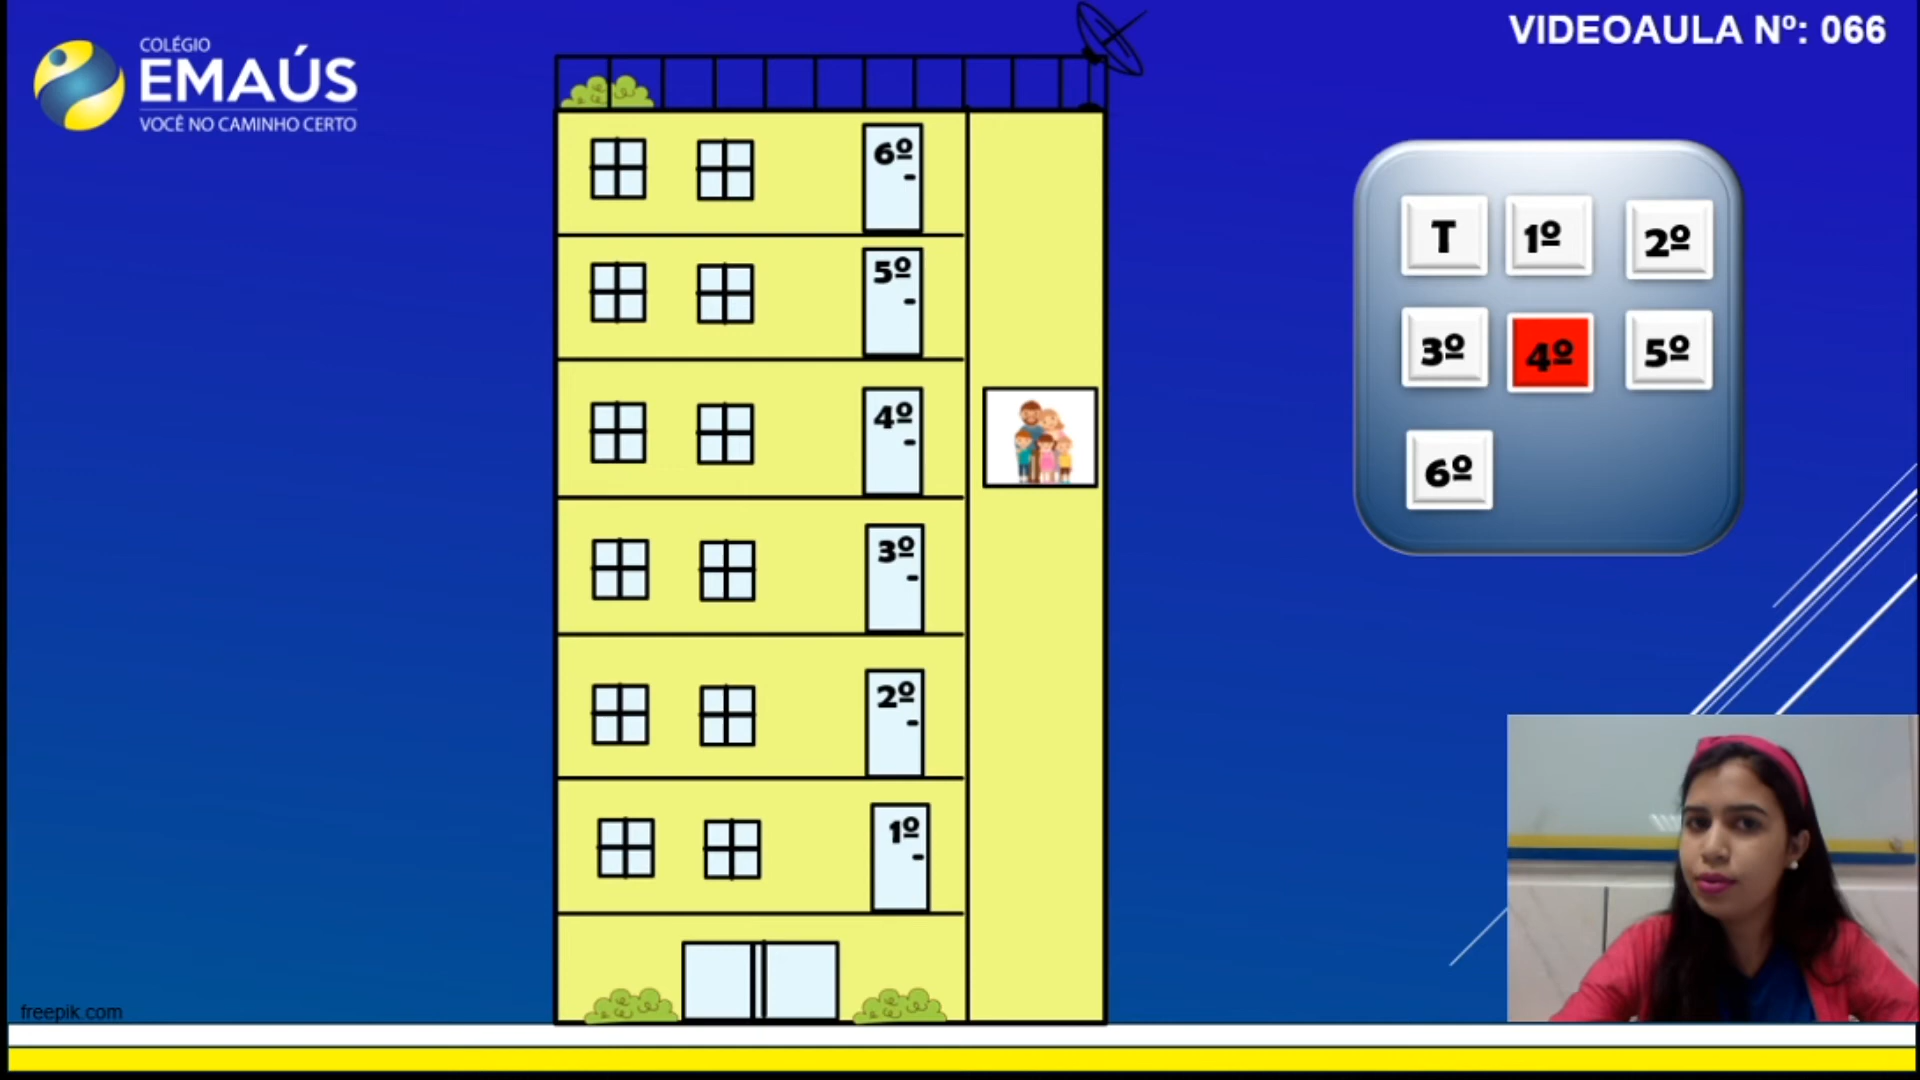 COLÉGIO
EMAÚS
VOCÊ NO CAMINHO CERTO
VIDEOAULA Nº: 066
6º
5º
4º
3º
2º
1º
T 1º 2º
3º 4º 5º
6º
freepik.com